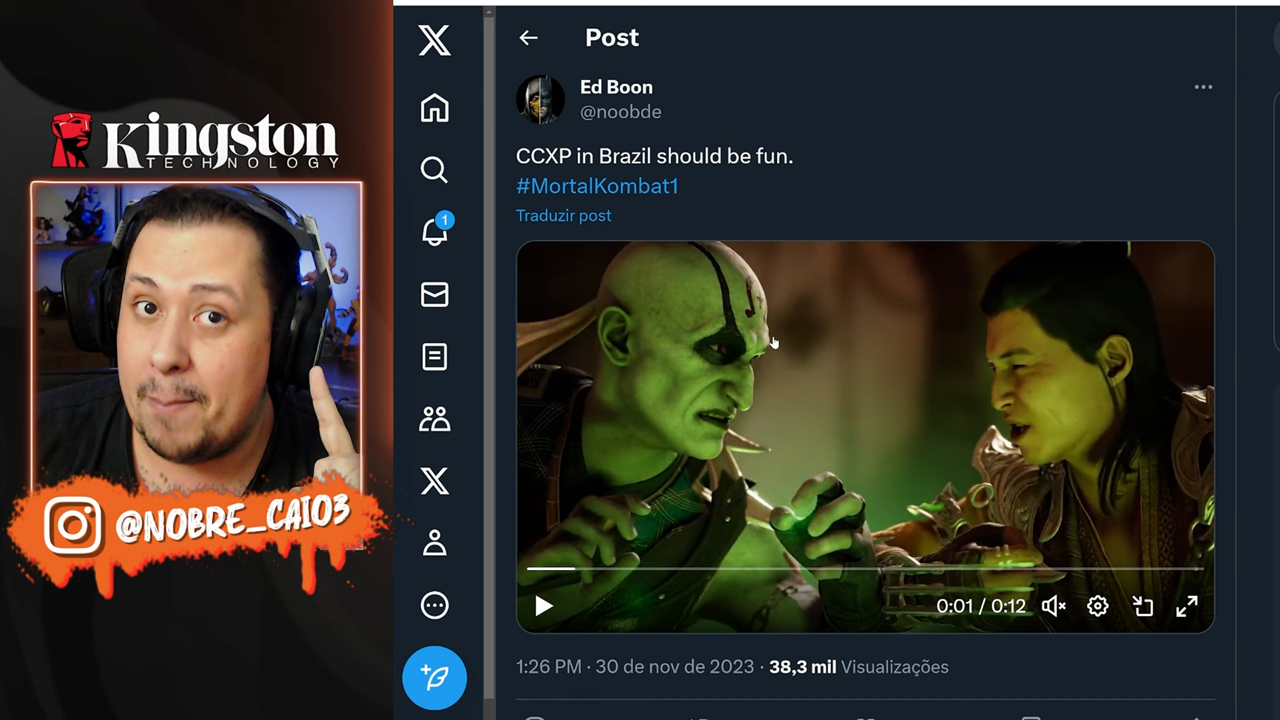 Kingston
TECHNOLOGY
@NOBRE_CAIO3
Post
Ed Boon
@noobde
CCXP in Brazil should be fun.
#MortalKombat1
Traduzir post
0:01 / 0:12
1:26 PM · 30 de nov de 2023 · 38,3 mil Visualizações
1